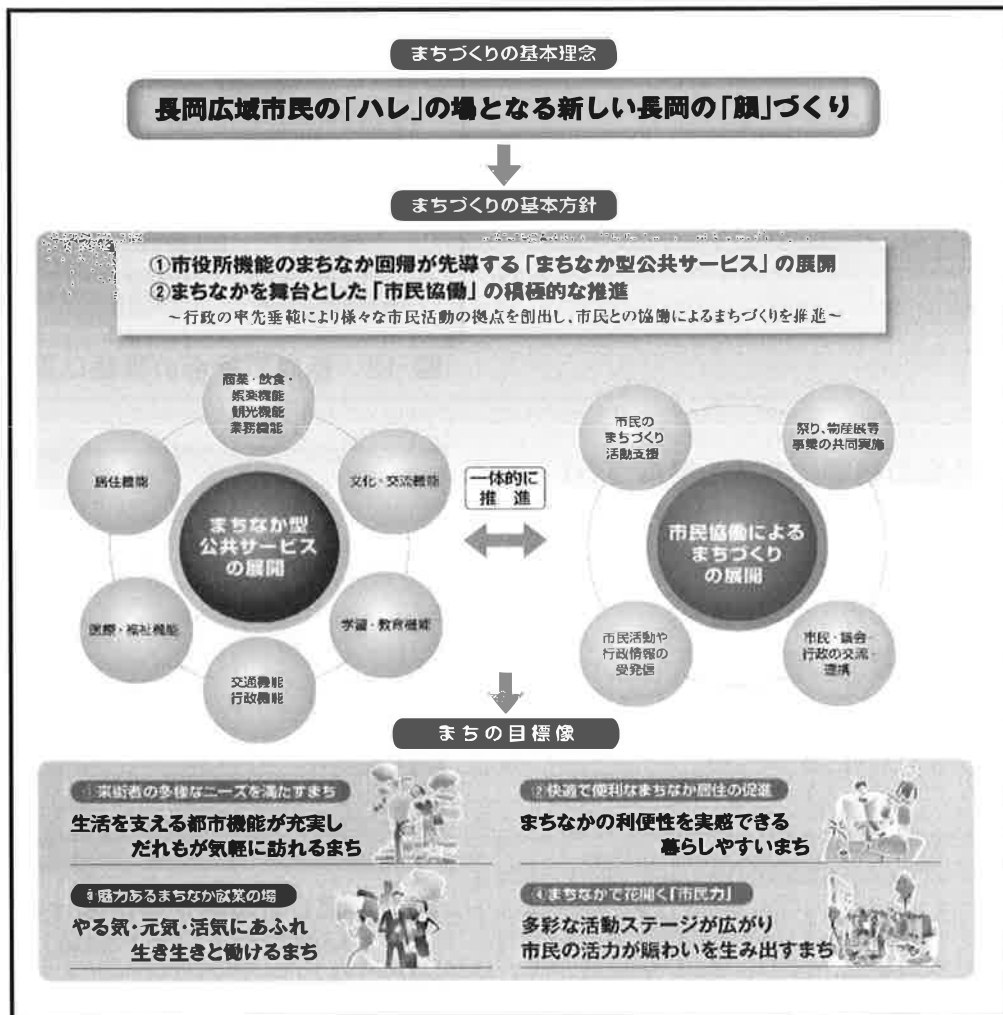 まちづくりの基本理念
長岡広域市民の「ハレ」の場となる新しい長岡の「顔」づくり
まちづくりの基本方針
①市役所機能のまちなか回帰が先導する「まちなか型公共サービス」の展開
②まちなかを舞台とした「市民協働」の積極的な推進
～行政の率先垂範により様々な市民活動の拠点を創出し、市民との協働によるまちづくりを推進～
商業・飲食・
娯楽機能
観光機能
業務機能
居住機能
文化・交流機能
まちなか型
公共サービス
の展開
医療・福祉機能
学習・教育機能
交通機能
行政機能
一体的に
推進
市民の
まちづくり
活動支援
祭り、物産展等
事業の共同実施
市民協働による
まちづくり
の展開
市民活動や
行政情報の
受発信
市民・議会・
行政の交流・
連携
まちの目標像
①来街者の多様なニーズを満たすまち
生活を支える都市機能が充実し
だれもが気軽に訪れるまち
②快適で便利なまちなか居住の促進
まちなかの利便性を実感できる
暮らしやすいまち
③魅力あるまちなか就業の場
やる気・元気・活気にあふれ
生き生きと働けるまち
④まちなかで花開く「市民力」
多彩な活動ステージが広がり
市民の活力が賑わいを生み出すまち